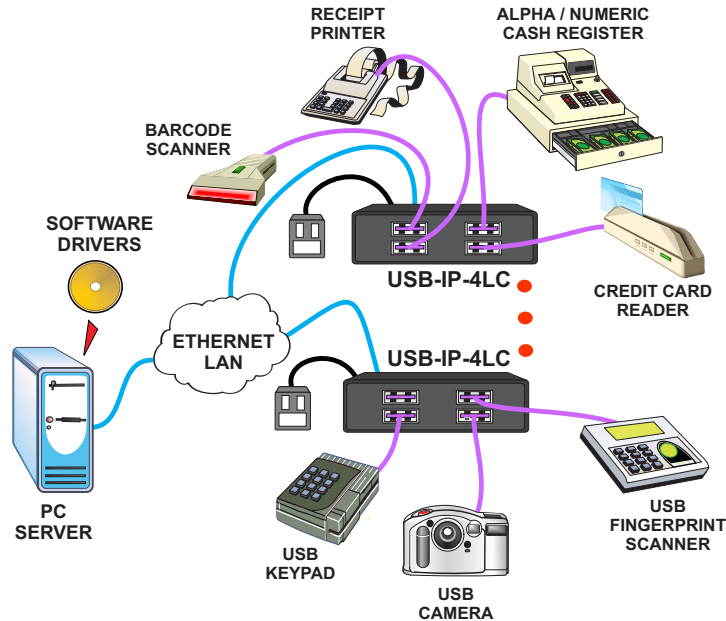 RECEIPT
PRINTER
ALPHA / NUMERIC
CASH REGISTER
BARCODE
SCANNER
SOFTWARE
DRIVERS
USB-IP-4LC
CREDIT CARD
READER
ETHERNET
LAN
USB-IP-4LC
PC
SERVER
USB
KEYPAD
USB
CAMERA
USB
FINGERPRINT
SCANNER